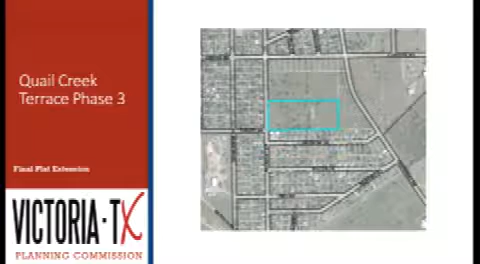 Quail Creek
Terrace Phase 3
Final Plat Extension
VICTORIA · TX
PLANNING COMMISSION